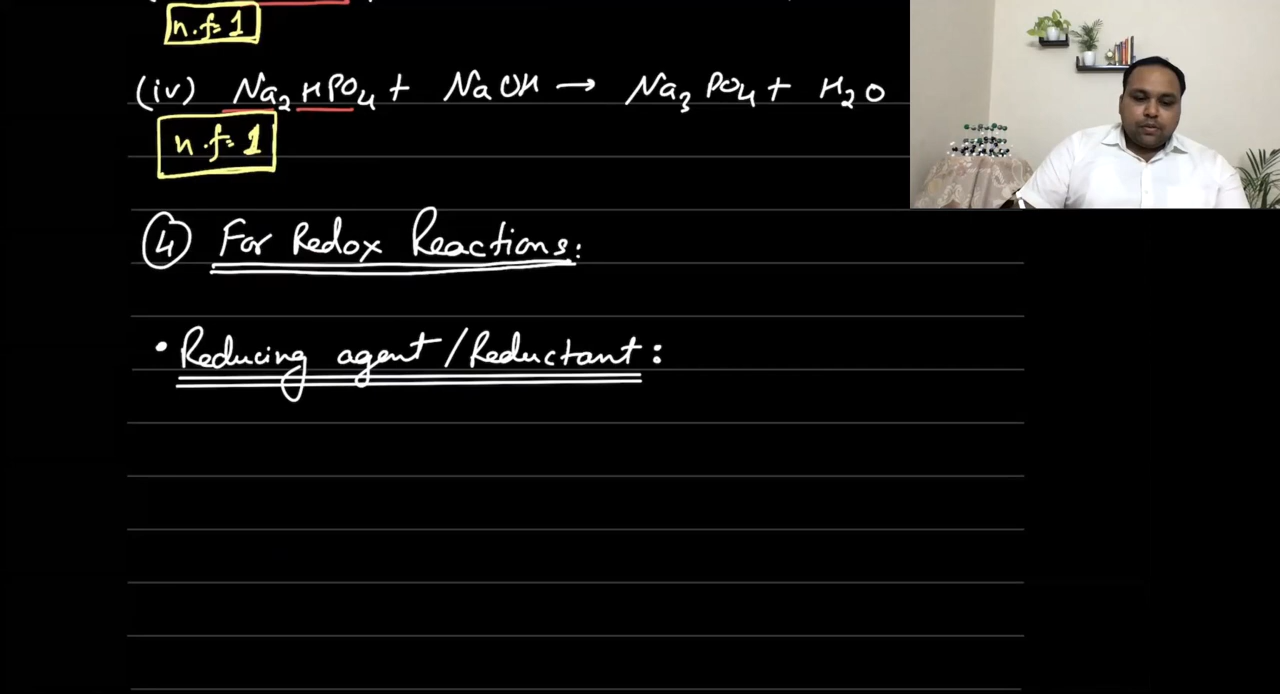 n.f= 1
(iv) Na₂HPO₄ + NaOH → Na₃PO₄ + H₂O
n.f= 1
④ For Redox Reactions:
• Reducing agent/Reductant: